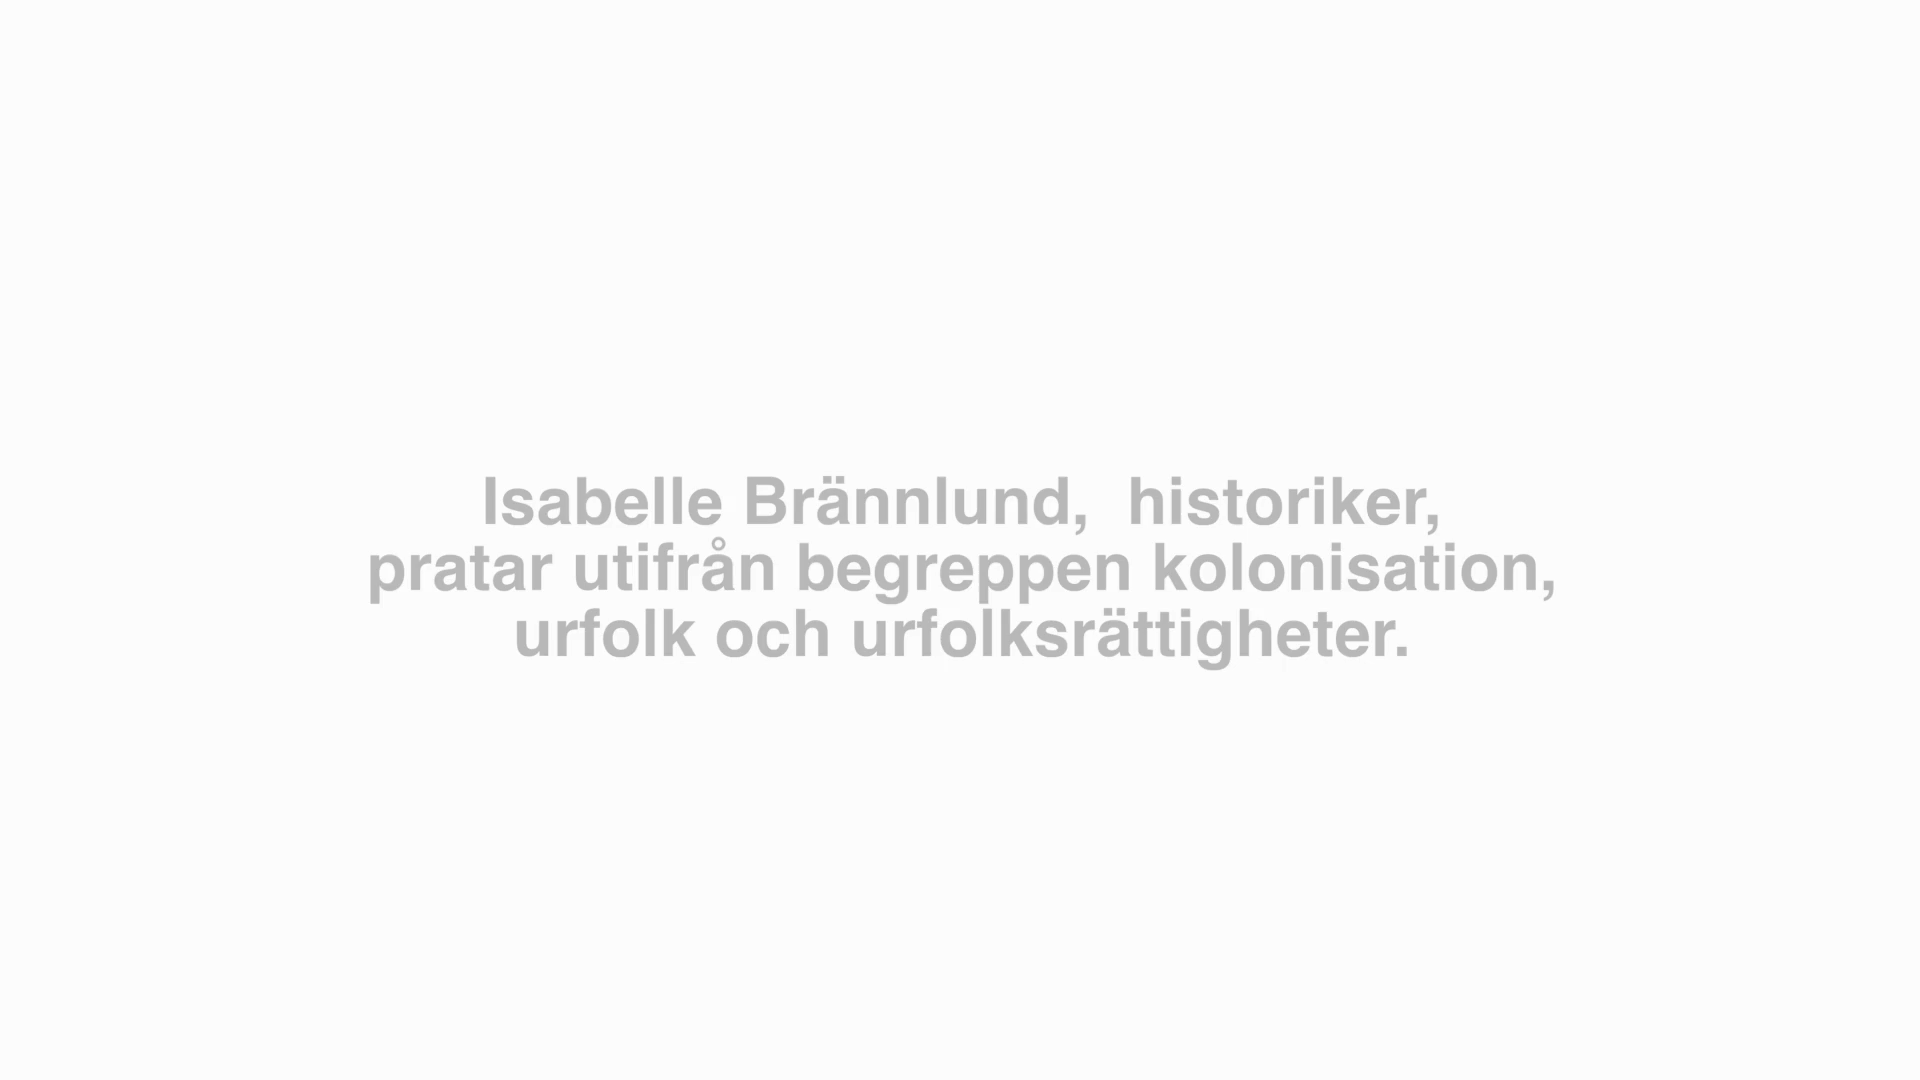 Isabelle Brännlund,  historiker,
pratar utifrån begreppen kolonisation,
urfolk och urfolksrättigheter.